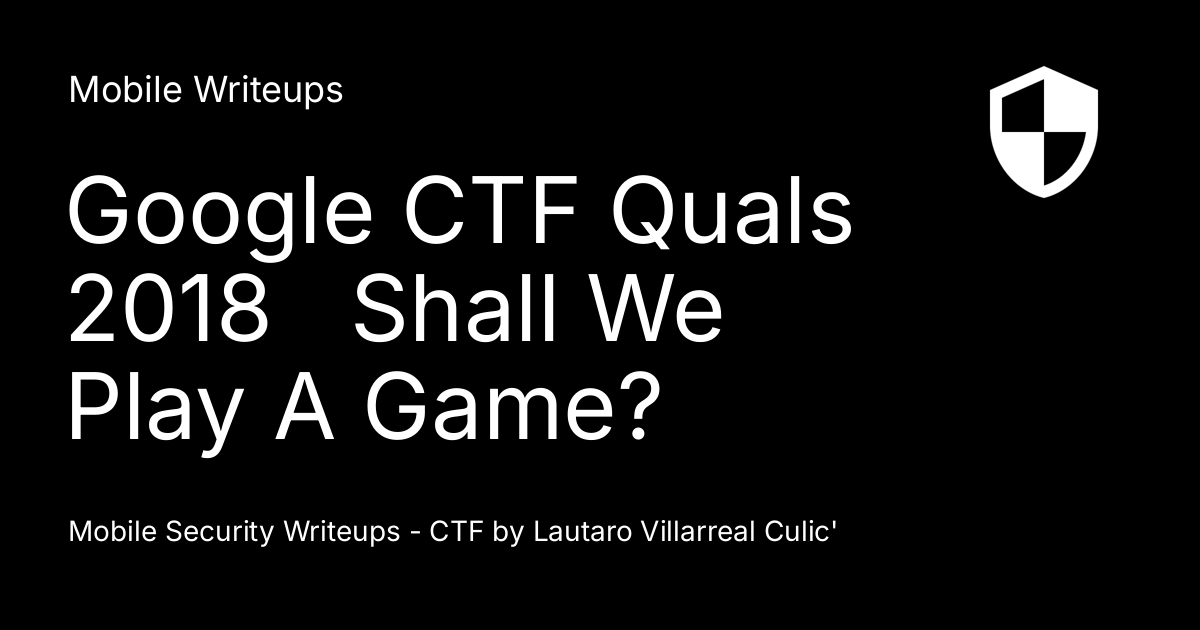 Mobile Writeups
Google CTF Quals
2018   Shall We
Play A Game?
Mobile Security Writeups - CTF by Lautaro Villarreal Culic'